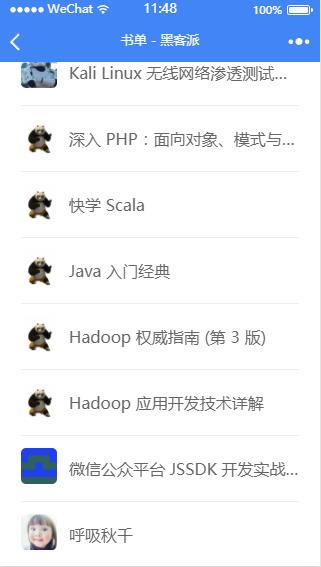 WeChat 11:48 100%
书单 - 黑客派
Kali Linux 无线网络渗透测试...
深入 PHP：面向对象、模式与...
快学 Scala
Java 入门经典
Hadoop 权威指南 (第 3 版)
Hadoop 应用开发技术详解
微信公众平台 JSSDK 开发实战...
呼吸秋千